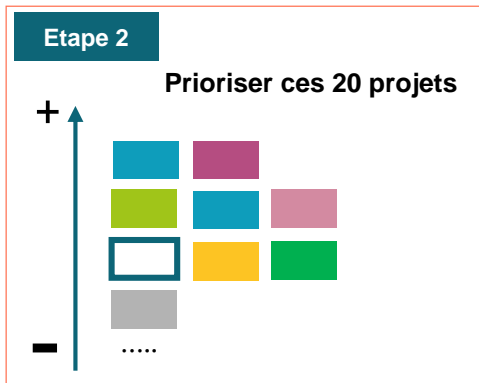 Etape 2
Prioriser ces 20 projets
+
-
.....